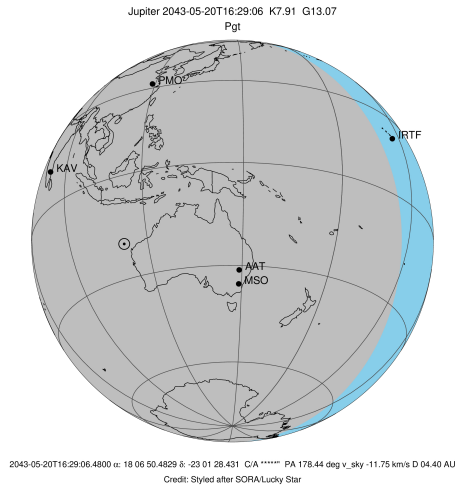 Jupiter 2043-05-20T16:29:06 K7.91 G13.07
Pgt
PMO
IRTF
KAV
AAT
MSO
2043-05-20T16:29:06.4800 α: 18 06 50.4829 δ: -23 01 28.431 C/A *****" PA 178.44 deg v_sky -11.75 km/s D 04.40 AU
Credit: Styled after SORA/Lucky Star